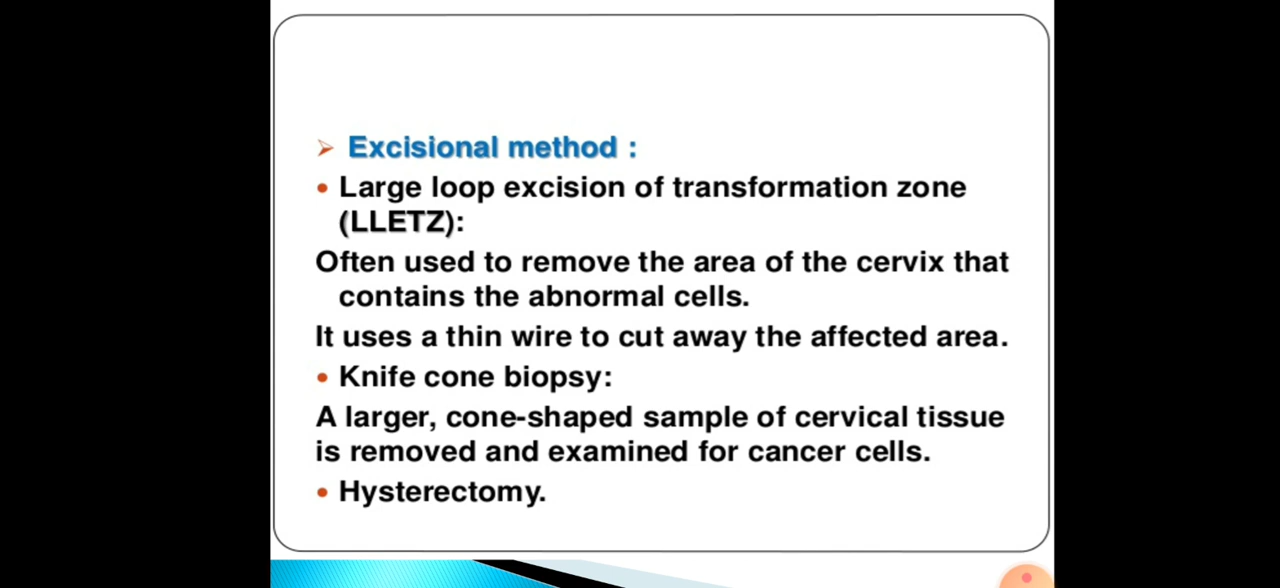 ➢ Excisional method :
• Large loop excision of transformation zone
(LLETZ):
Often used to remove the area of the cervix that
contains the abnormal cells.
It uses a thin wire to cut away the affected area.
• Knife cone biopsy:
A larger, cone-shaped sample of cervical tissue
is removed and examined for cancer cells.
• Hysterectomy.